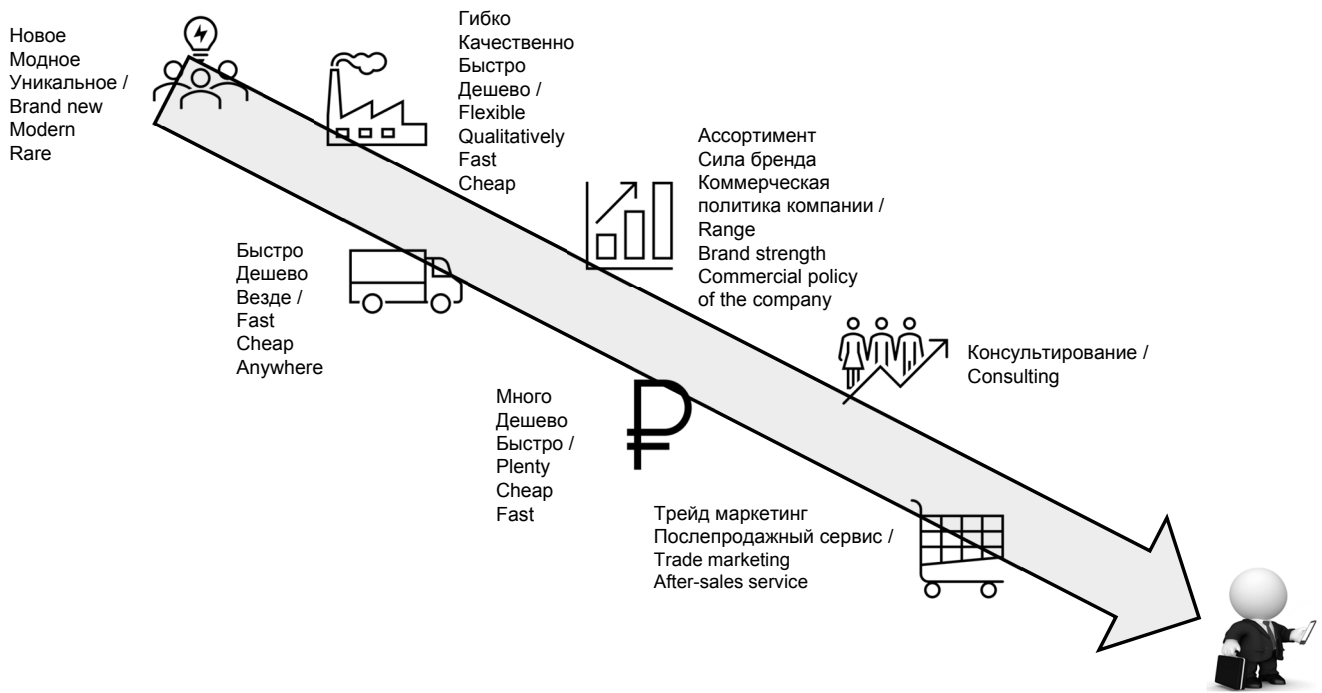 Новое
Модное
Уникальное /
Brand new
Modern
Rare
Гибко
Качественно
Быстро
Дешево /
Flexible
Qualitatively
Fast
Cheap
Ассортимент
Сила бренда
Коммерческая
политика компании /
Range
Brand strength
Commercial policy
of the company
Быстро
Дешево
Везде /
Fast
Cheap
Anywhere
Консультирование /
Consulting
Много
Дешево
Быстро /
Plenty
Cheap
Fast
₽
Трейд маркетинг
Послепродажный сервис /
Trade marketing
After-sales service